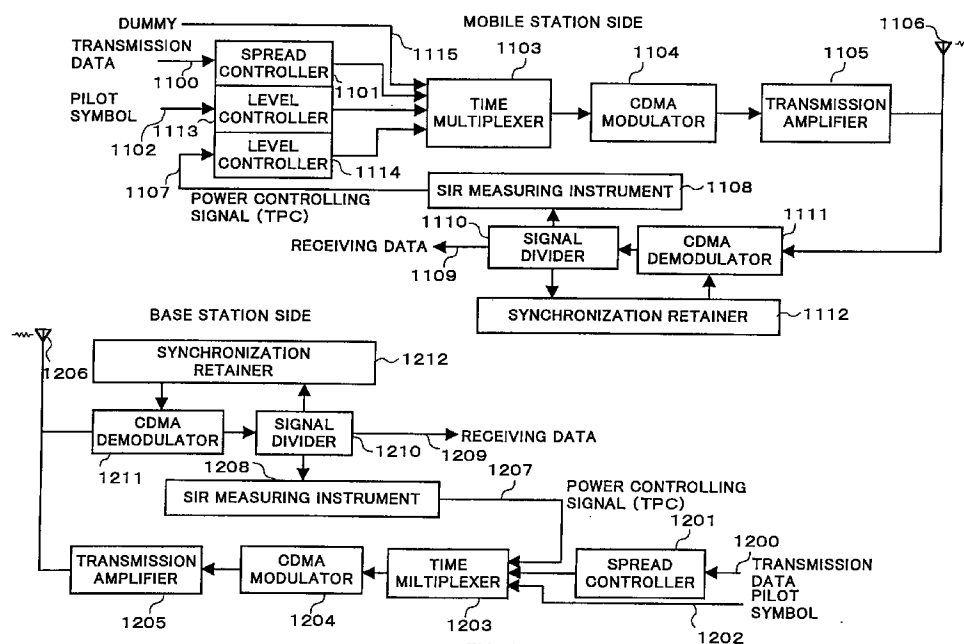 DUMMY
MOBILE STATION SIDE
1106
TRANSMISSION
DATA
1100
SPREAD
CONTROLLER
1101
1115
1103
1104
1105
PILOT
SYMBOL
1102
1113
LEVEL
CONTROLLER
LEVEL
CONTROLLER
1114
1107
TIME
MULTIPLEXER
CDMA
MODULATOR
TRANSMISSION
AMPLIFIER
POWER CONTROLLING
SIGNAL (TPC)
SIR MEASURING INSTRUMENT
1108
1110
1111
RECEIVING DATA
1109
SIGNAL
DIVIDER
CDMA
DEMODULATOR
SYNCHRONIZATION RETAINER
1112
BASE STATION SIDE
1206
SYNCHRONIZATION
RETAINER
1212
CDMA
DEMODULATOR
1211
SIGNAL
DIVIDER
1210
1209
RECEIVING DATA
1208
SIR MEASURING INSTRUMENT
1207
POWER CONTROLLING
SIGNAL (TPC)
1201
1200
TRANSMISSION
AMPLIFIER
1205
CDMA
MODULATOR
1204
TIME
MILTIPLEXER
1203
SPREAD
CONTROLLER
TRANSMISSION
DATA
PILOT
SYMBOL
1202